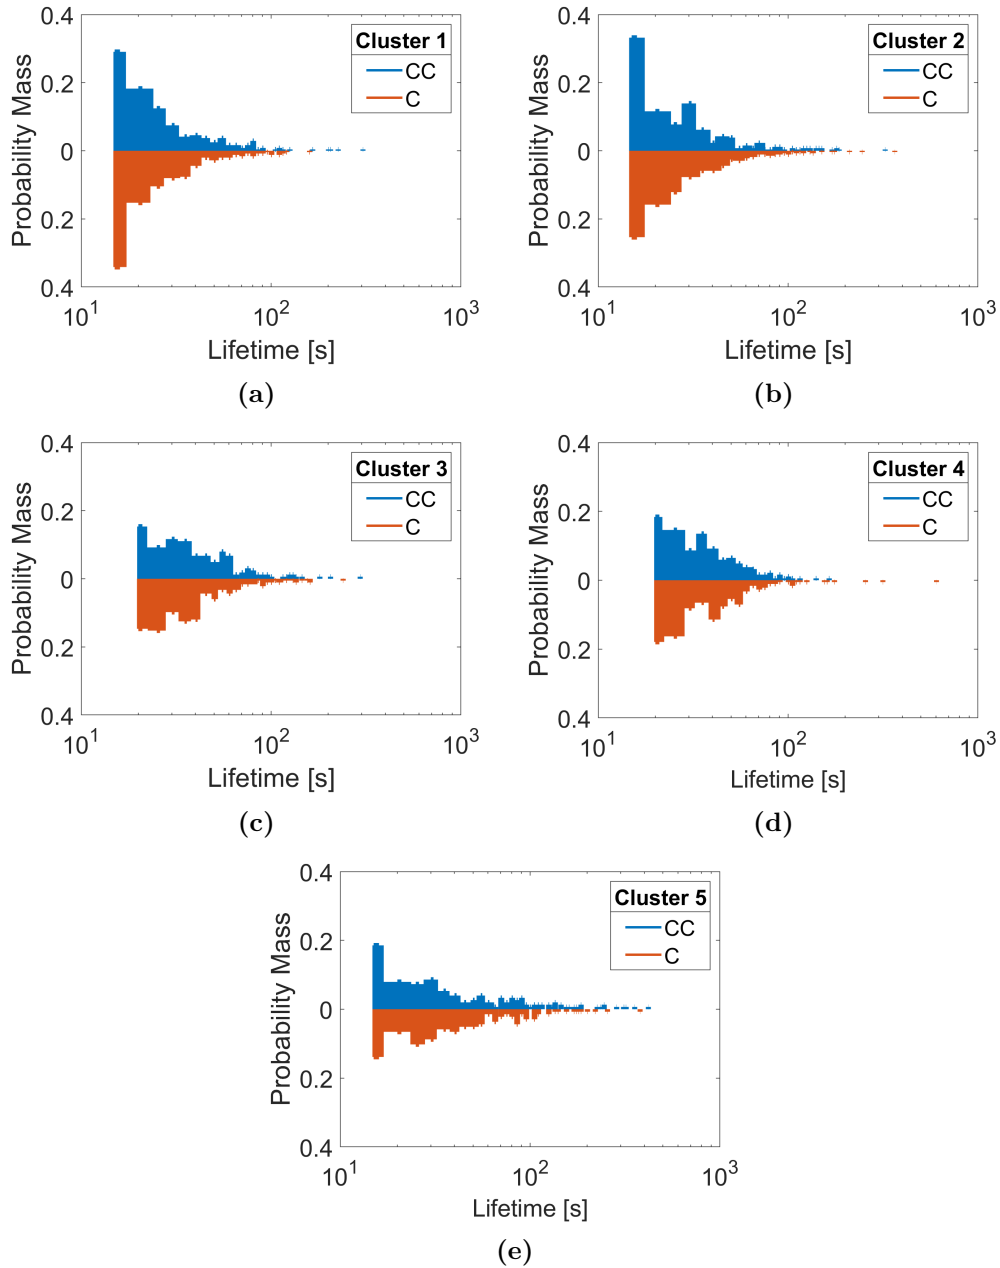 0.4
0.2
0
0.2
0.4
Probability Mass
Cluster 1
CC
C
10^1
10^2
10^3
Lifetime [s]
(a)
0.4
0.2
0
0.2
0.4
Probability Mass
Cluster 2
CC
C
10^1
10^2
10^3
Lifetime [s]
(b)
0.4
0.2
0
0.2
0.4
Probability Mass
Cluster 3
CC
C
10^1
10^2
10^3
Lifetime [s]
(c)
0.4
0.2
0
0.2
0.4
Probability Mass
Cluster 4
CC
C
10^1
10^2
10^3
Lifetime [s]
(d)
0.4
0.2
0
0.2
0.4
Probability Mass
Cluster 5
CC
C
10^1
10^2
10^3
Lifetime [s]
(e)